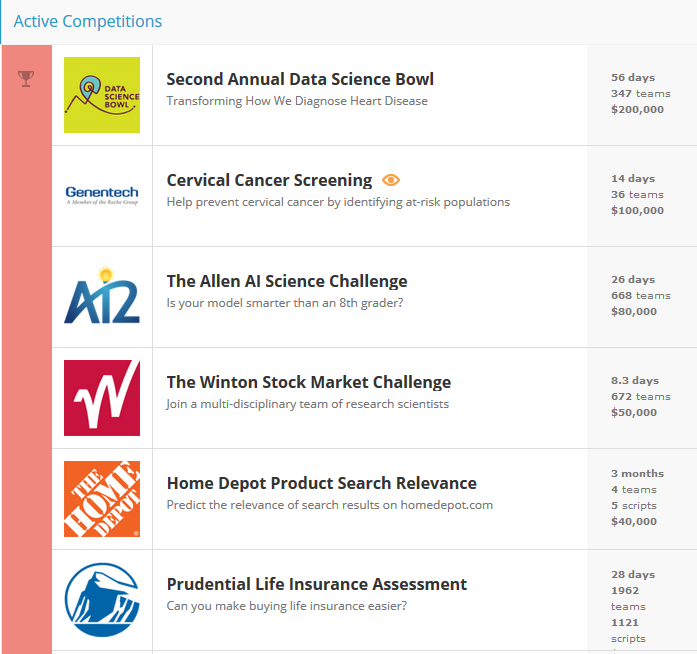 Active Competitions
DATA
SCIENCE
BOWL
Second Annual Data Science Bowl
Transforming How We Diagnose Heart Disease
56 days
347 teams
$200,000
Genentech
A Member of the Roche Group
Cervical Cancer Screening
Help prevent cervical cancer by identifying at-risk populations
14 days
36 teams
$100,000
AI2
The Allen AI Science Challenge
Is your model smarter than an 8th grader?
26 days
668 teams
$80,000
W
The Winton Stock Market Challenge
Join a multi-disciplinary team of research scientists
8.3 days
672 teams
$50,000
THE
HOME
DEPOT
Home Depot Product Search Relevance
Predict the relevance of search results on homedepot.com
3 months
4 teams
5 scripts
$40,000
Prudential Life Insurance Assessment
Can you make buying life insurance easier?
28 days
1962
teams
1121
scripts